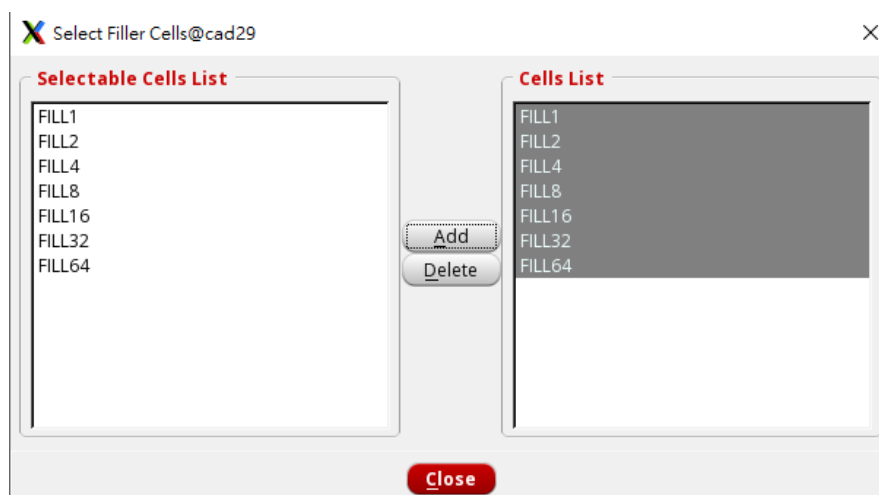 Select Filler Cells@cad29
Selectable Cells List
FILL1
FILL2
FILL4
FILL8
FILL16
FILL32
FILL64
Add
Delete
Cells List
FILL1
FILL2
FILL4
FILL8
FILL16
FILL32
FILL64
Close